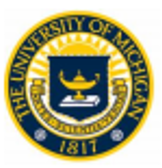 THE UNIVERSITY OF MICHIGAN
1817